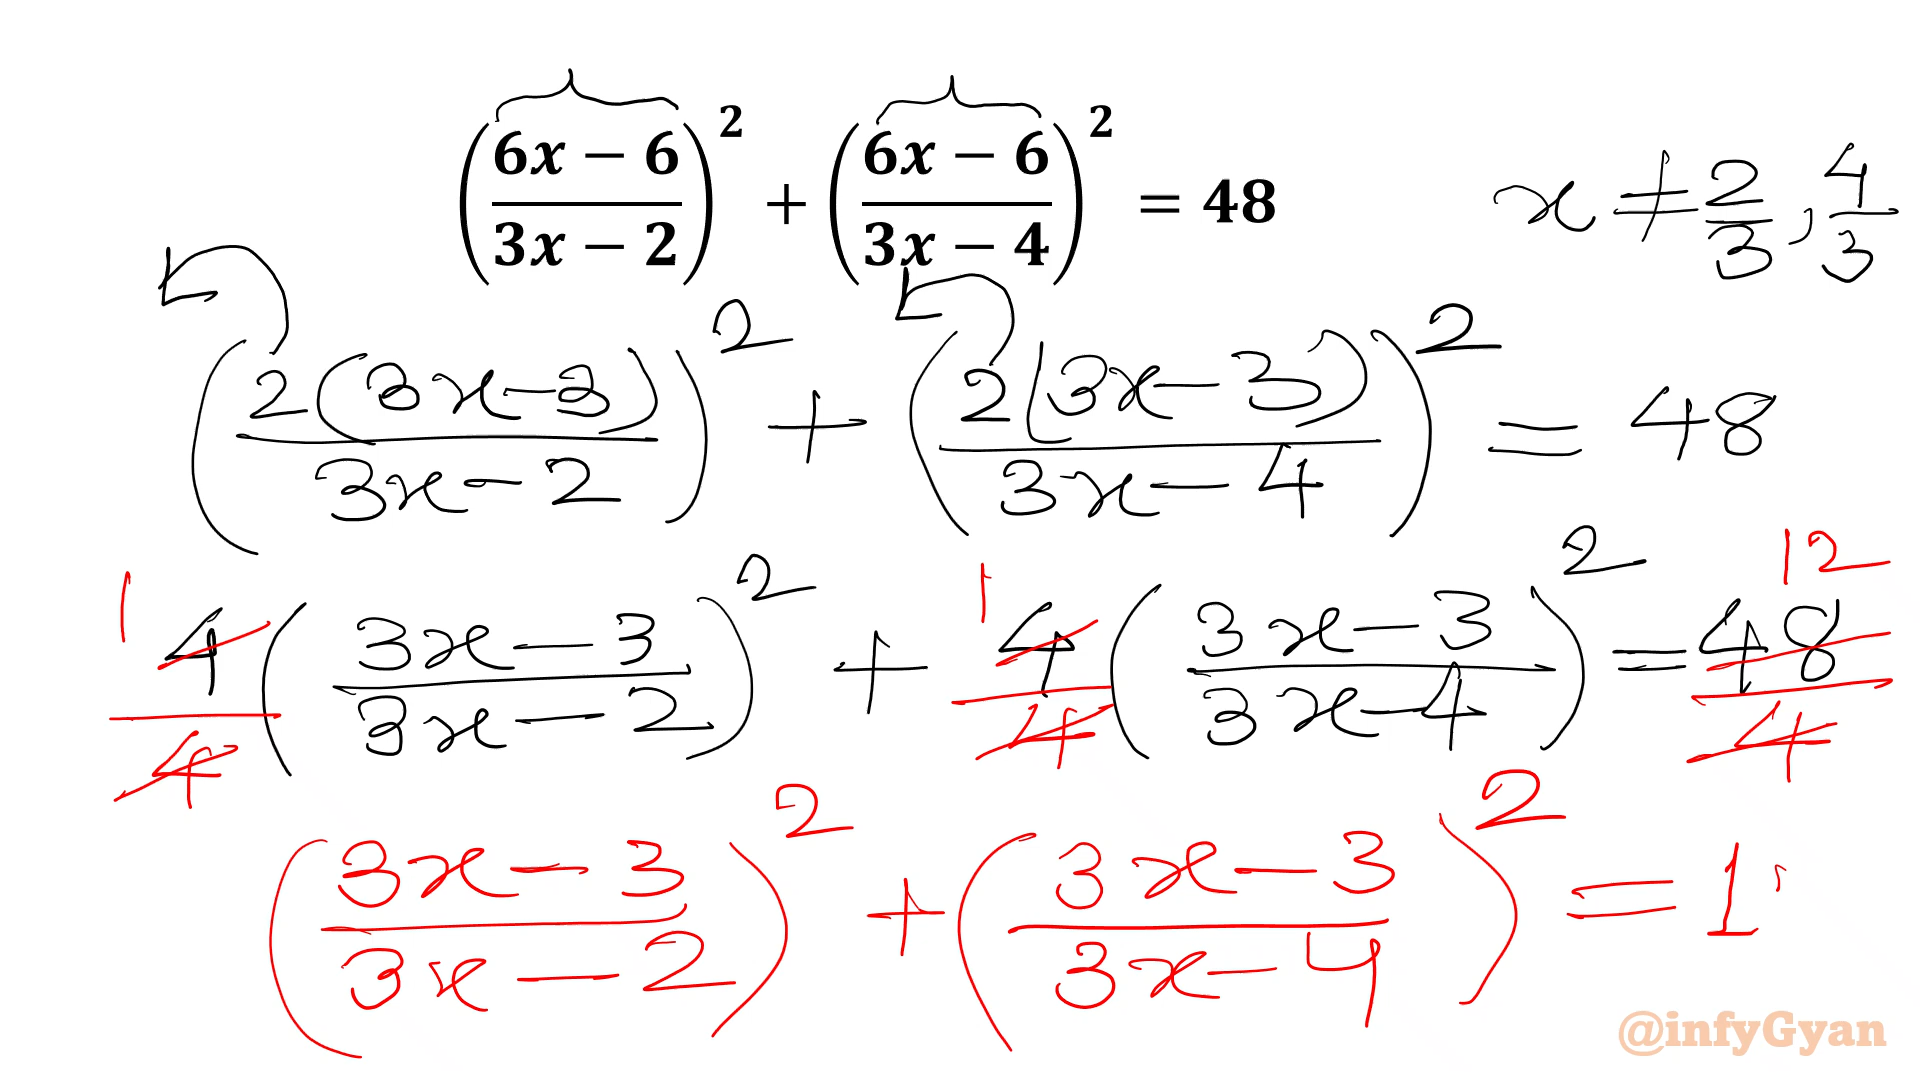 ((6x − 6)/(3x − 2))² + ((6x − 6)/(3x − 4))² = 48 x ≠ 2/3, 4/3
(2(3x−3)/(3x−2))² + (2(3x−3)/(3x−4))² = 48
1 4/4 ((3x−3)/(3x−2))² + 1 4/4 ((3x−3)/(3x−4))² = 48/4 12
((3x−3)/(3x−2))² + ((3x−3)/(3x−4))² = 1
@infyGyan